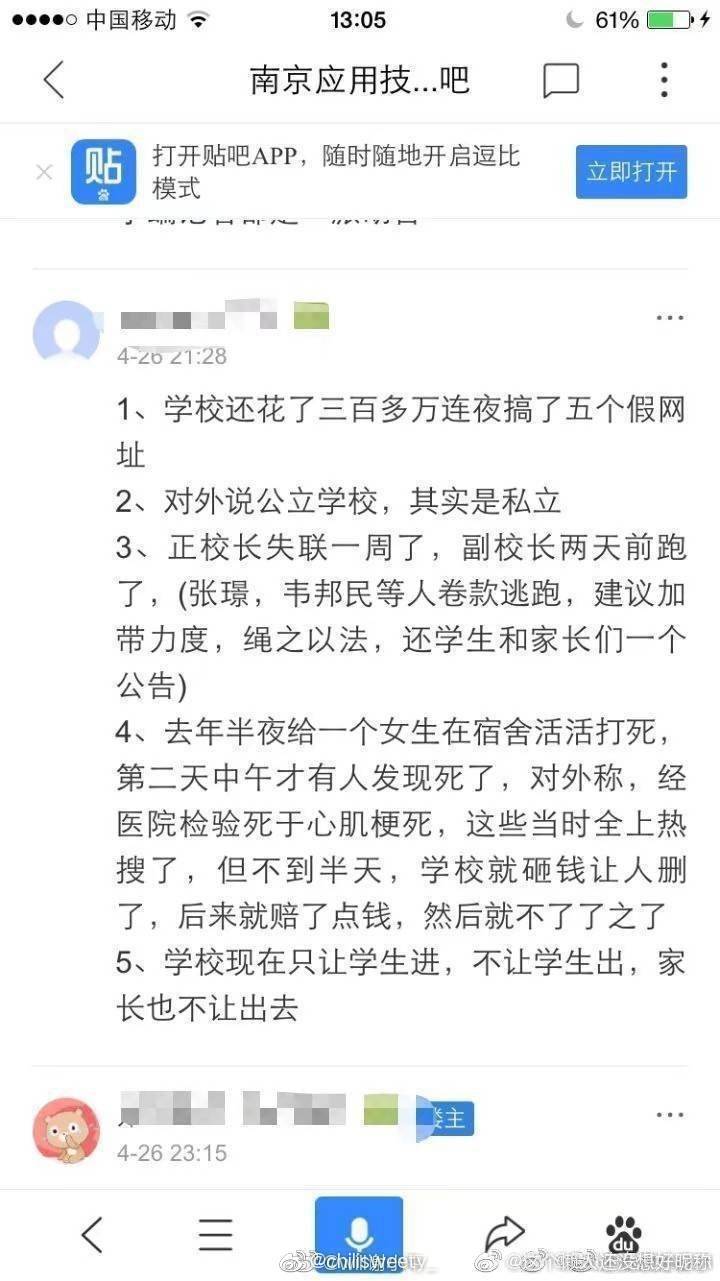 中国移动
13:05
61%
南京应用技...吧
贴
打开贴吧APP，随时随地开启逗比
模式
立即打开
4-26 21:28
1、学校还花了三百多万连夜搞了五个假网
址
2、对外说公立学校，其实是私立
3、正校长失联一周了，副校长两天前跑
了，(张璟，韦邦民等人卷款逃跑，建议加
带力度，绳之以法，还学生和家长们一个
公告)
4、去年半夜给一个女生在宿舍活活打死，
第二天中午才有人发现死了，对外称，经
医院检验死于心肌梗死，这些当时全上热
搜了，但不到半天，学校就砸钱让人删
了，后来就赔了点钱，然后就不了了之了
5、学校现在只让学生进，不让学生出，家
长也不让出去
楼主
4-26 23:15
du
@chilisweety_
@这个懒人还没想好昵称